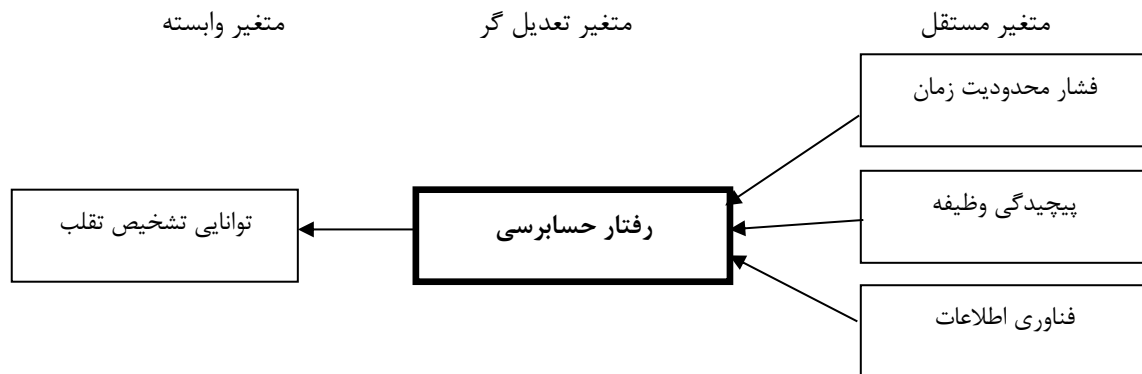 متغیر مستقل
متغیر تعدیل گر
متغیر وابسته
فشار محدودیت زمان
پیچیدگی وظیفه
رفتار حسابرسی
توانایی تشخیص تقلب
فناوری اطلاعات